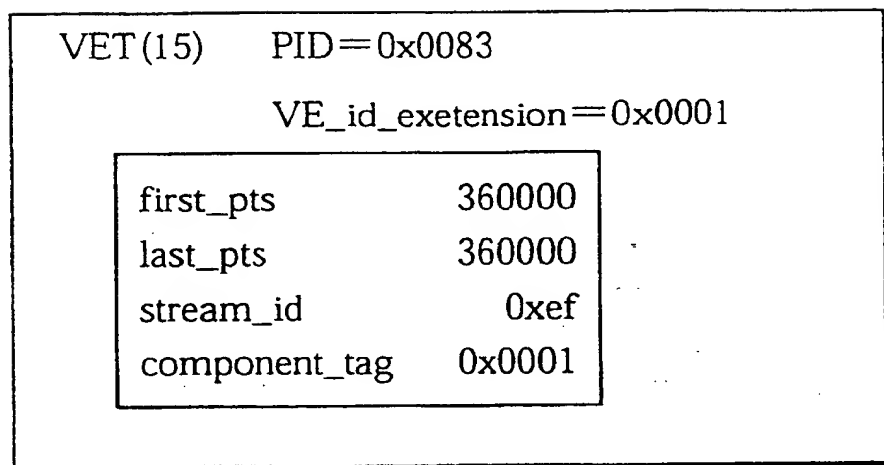 VET(15) PID=0x0083
VE_id_exetension=0x0001
first_pts 360000
last_pts 360000
stream_id 0xef
component_tag 0x0001